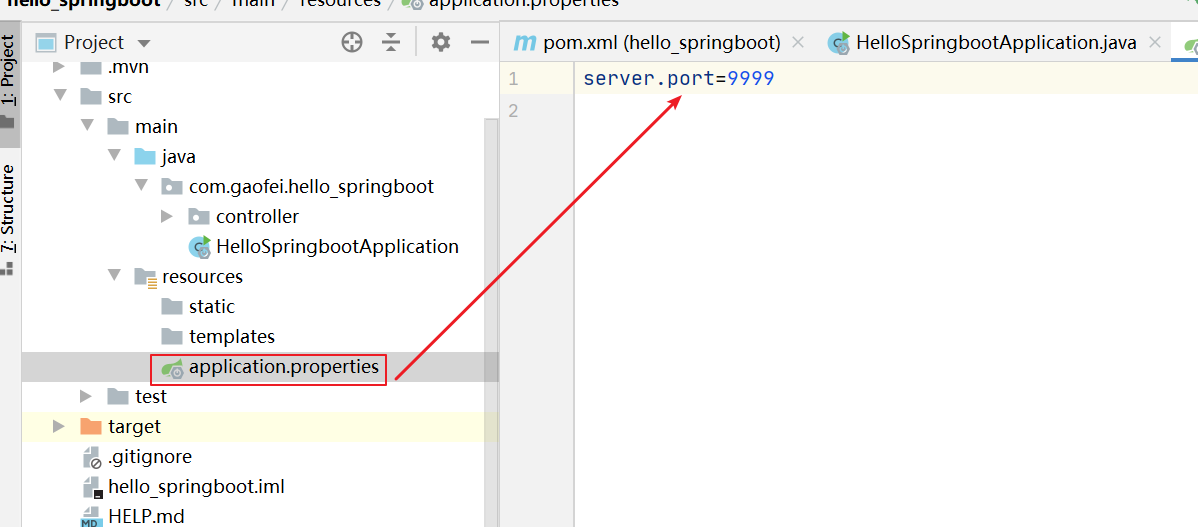 hello_springboot / src / main / resources / application.properties
1: Project
7: Structure
Project
.mvn
src
main
java
com.gaofei.hello_springboot
controller
HelloSpringbootApplication
resources
static
templates
application.properties
test
target
.gitignore
hello_springboot.iml
MD HELP.md
m pom.xml (hello_springboot) HelloSpringbootApplication.java
1 server.port=9999
2